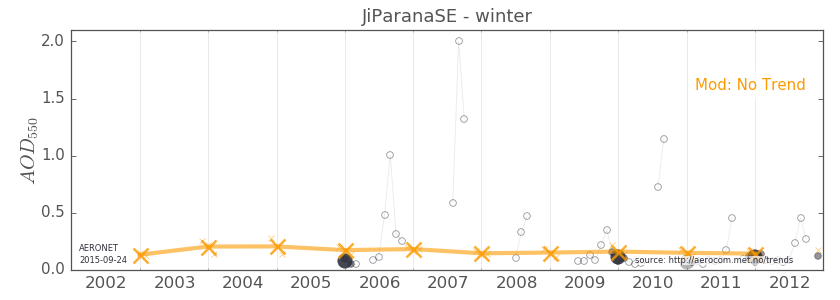 JiParanaSE - winter
2.0
1.5
1.0
0.5
0.0
AOD550
Mod: No Trend
AERONET
2015-09-24
source: http://aerocom.met.no/trends
2002 2003 2004 2005 2006 2007 2008 2009 2010 2011 2012